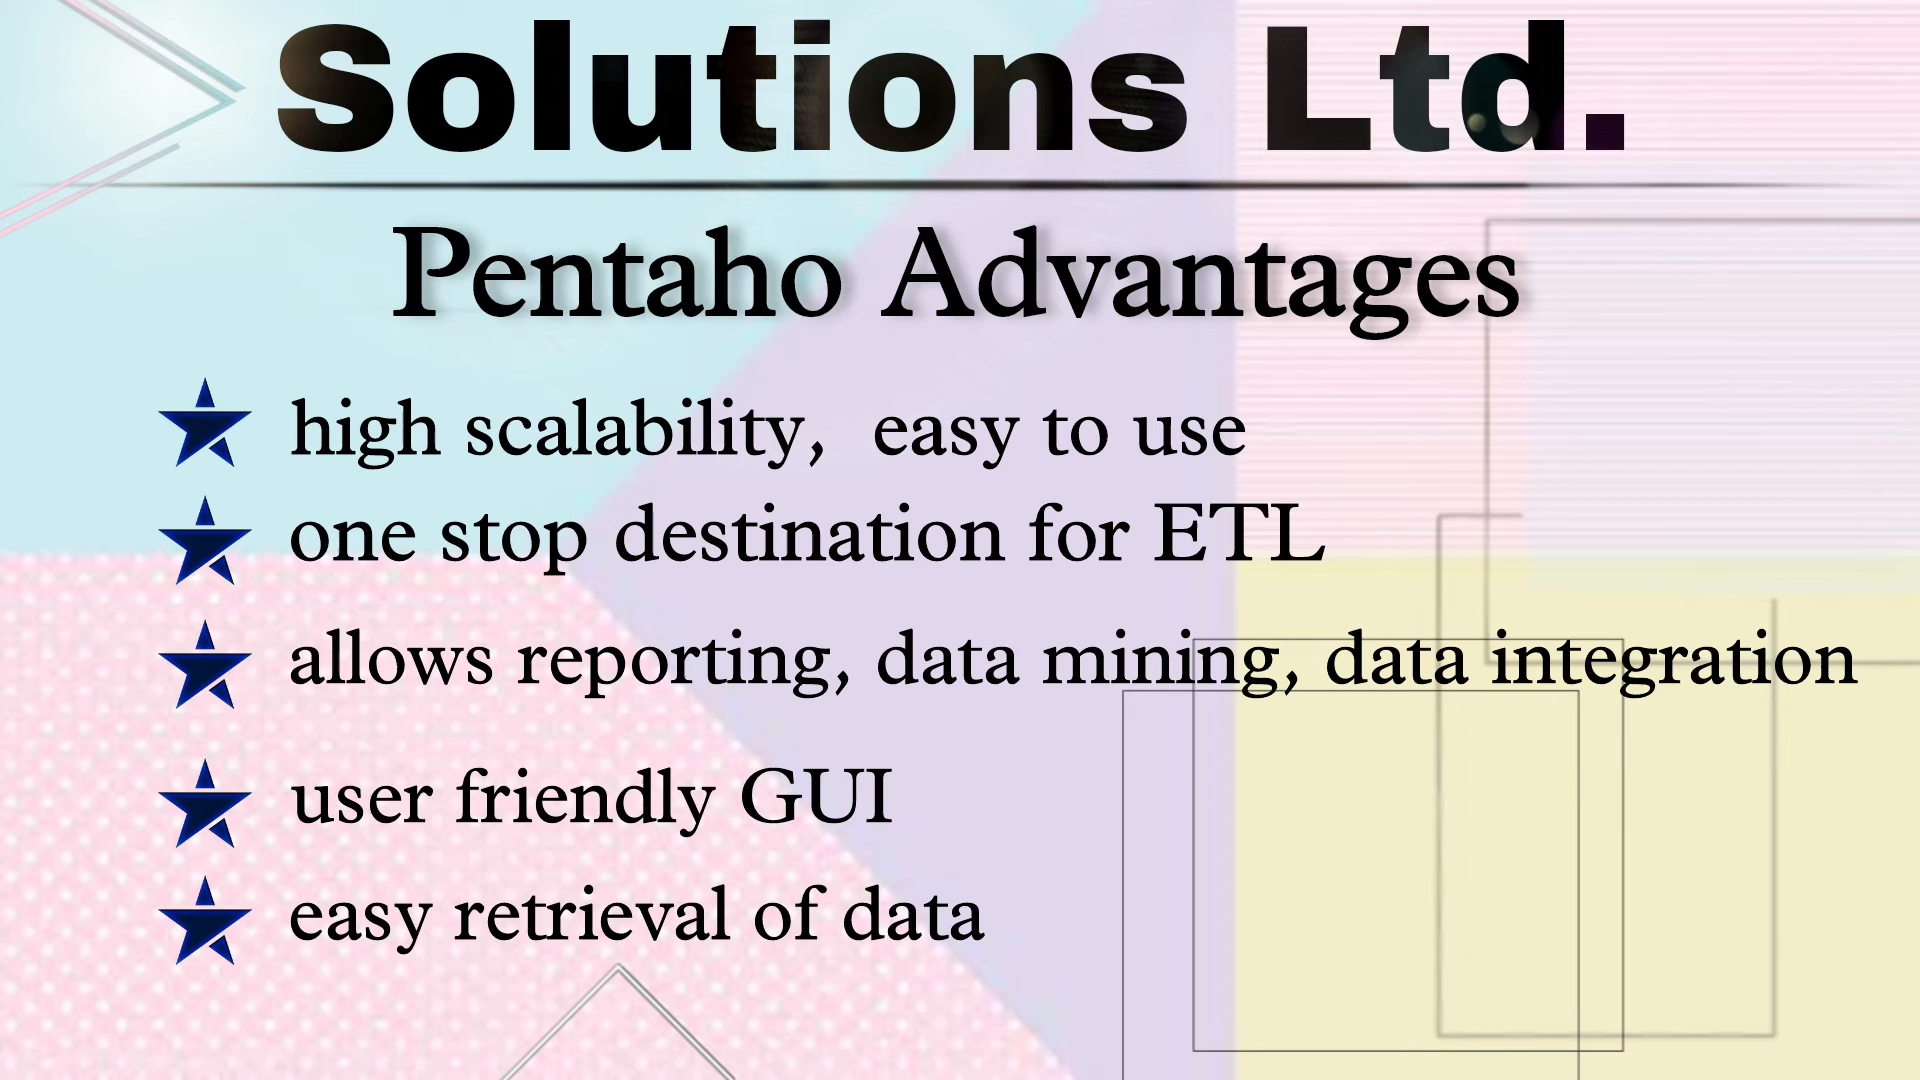 Solutions Ltd.
Pentaho Advantages
high scalability, easy to use
one stop destination for ETL
allows reporting, data mining, data integration
user friendly GUI
easy retrieval of data